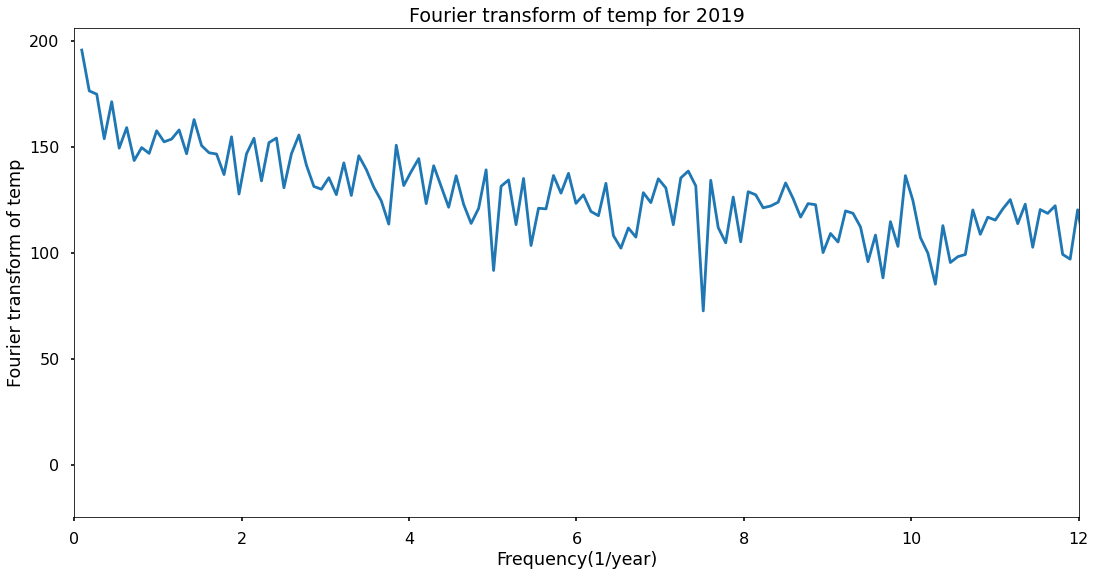 Fourier transform of temp for 2019
Fourier transform of temp
200
150
100
50
0
0 2 4 6 8 10 12
Frequency(1/year)